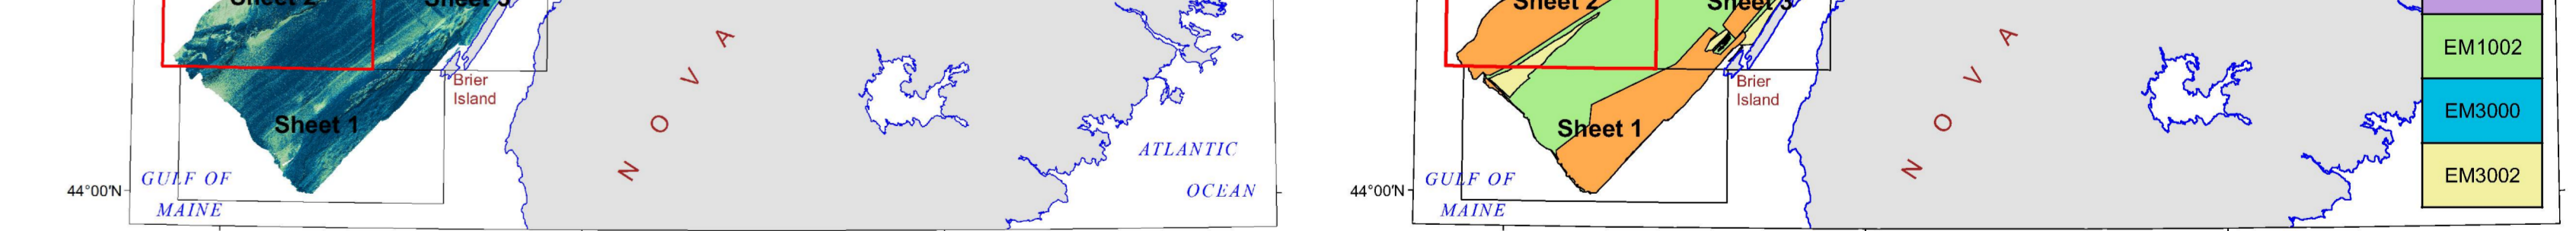 Sheet 2
Sheet 3
Brier
Island
Sheet 1
N O V A
ATLANTIC
OCEAN
44°00'N
GULF OF
MAINE
Sheet 2
Sheet 3
Brier
Island
Sheet 1
N O V A
44°00'N
GULF OF
MAINE
EM1002
EM3000
EM3002